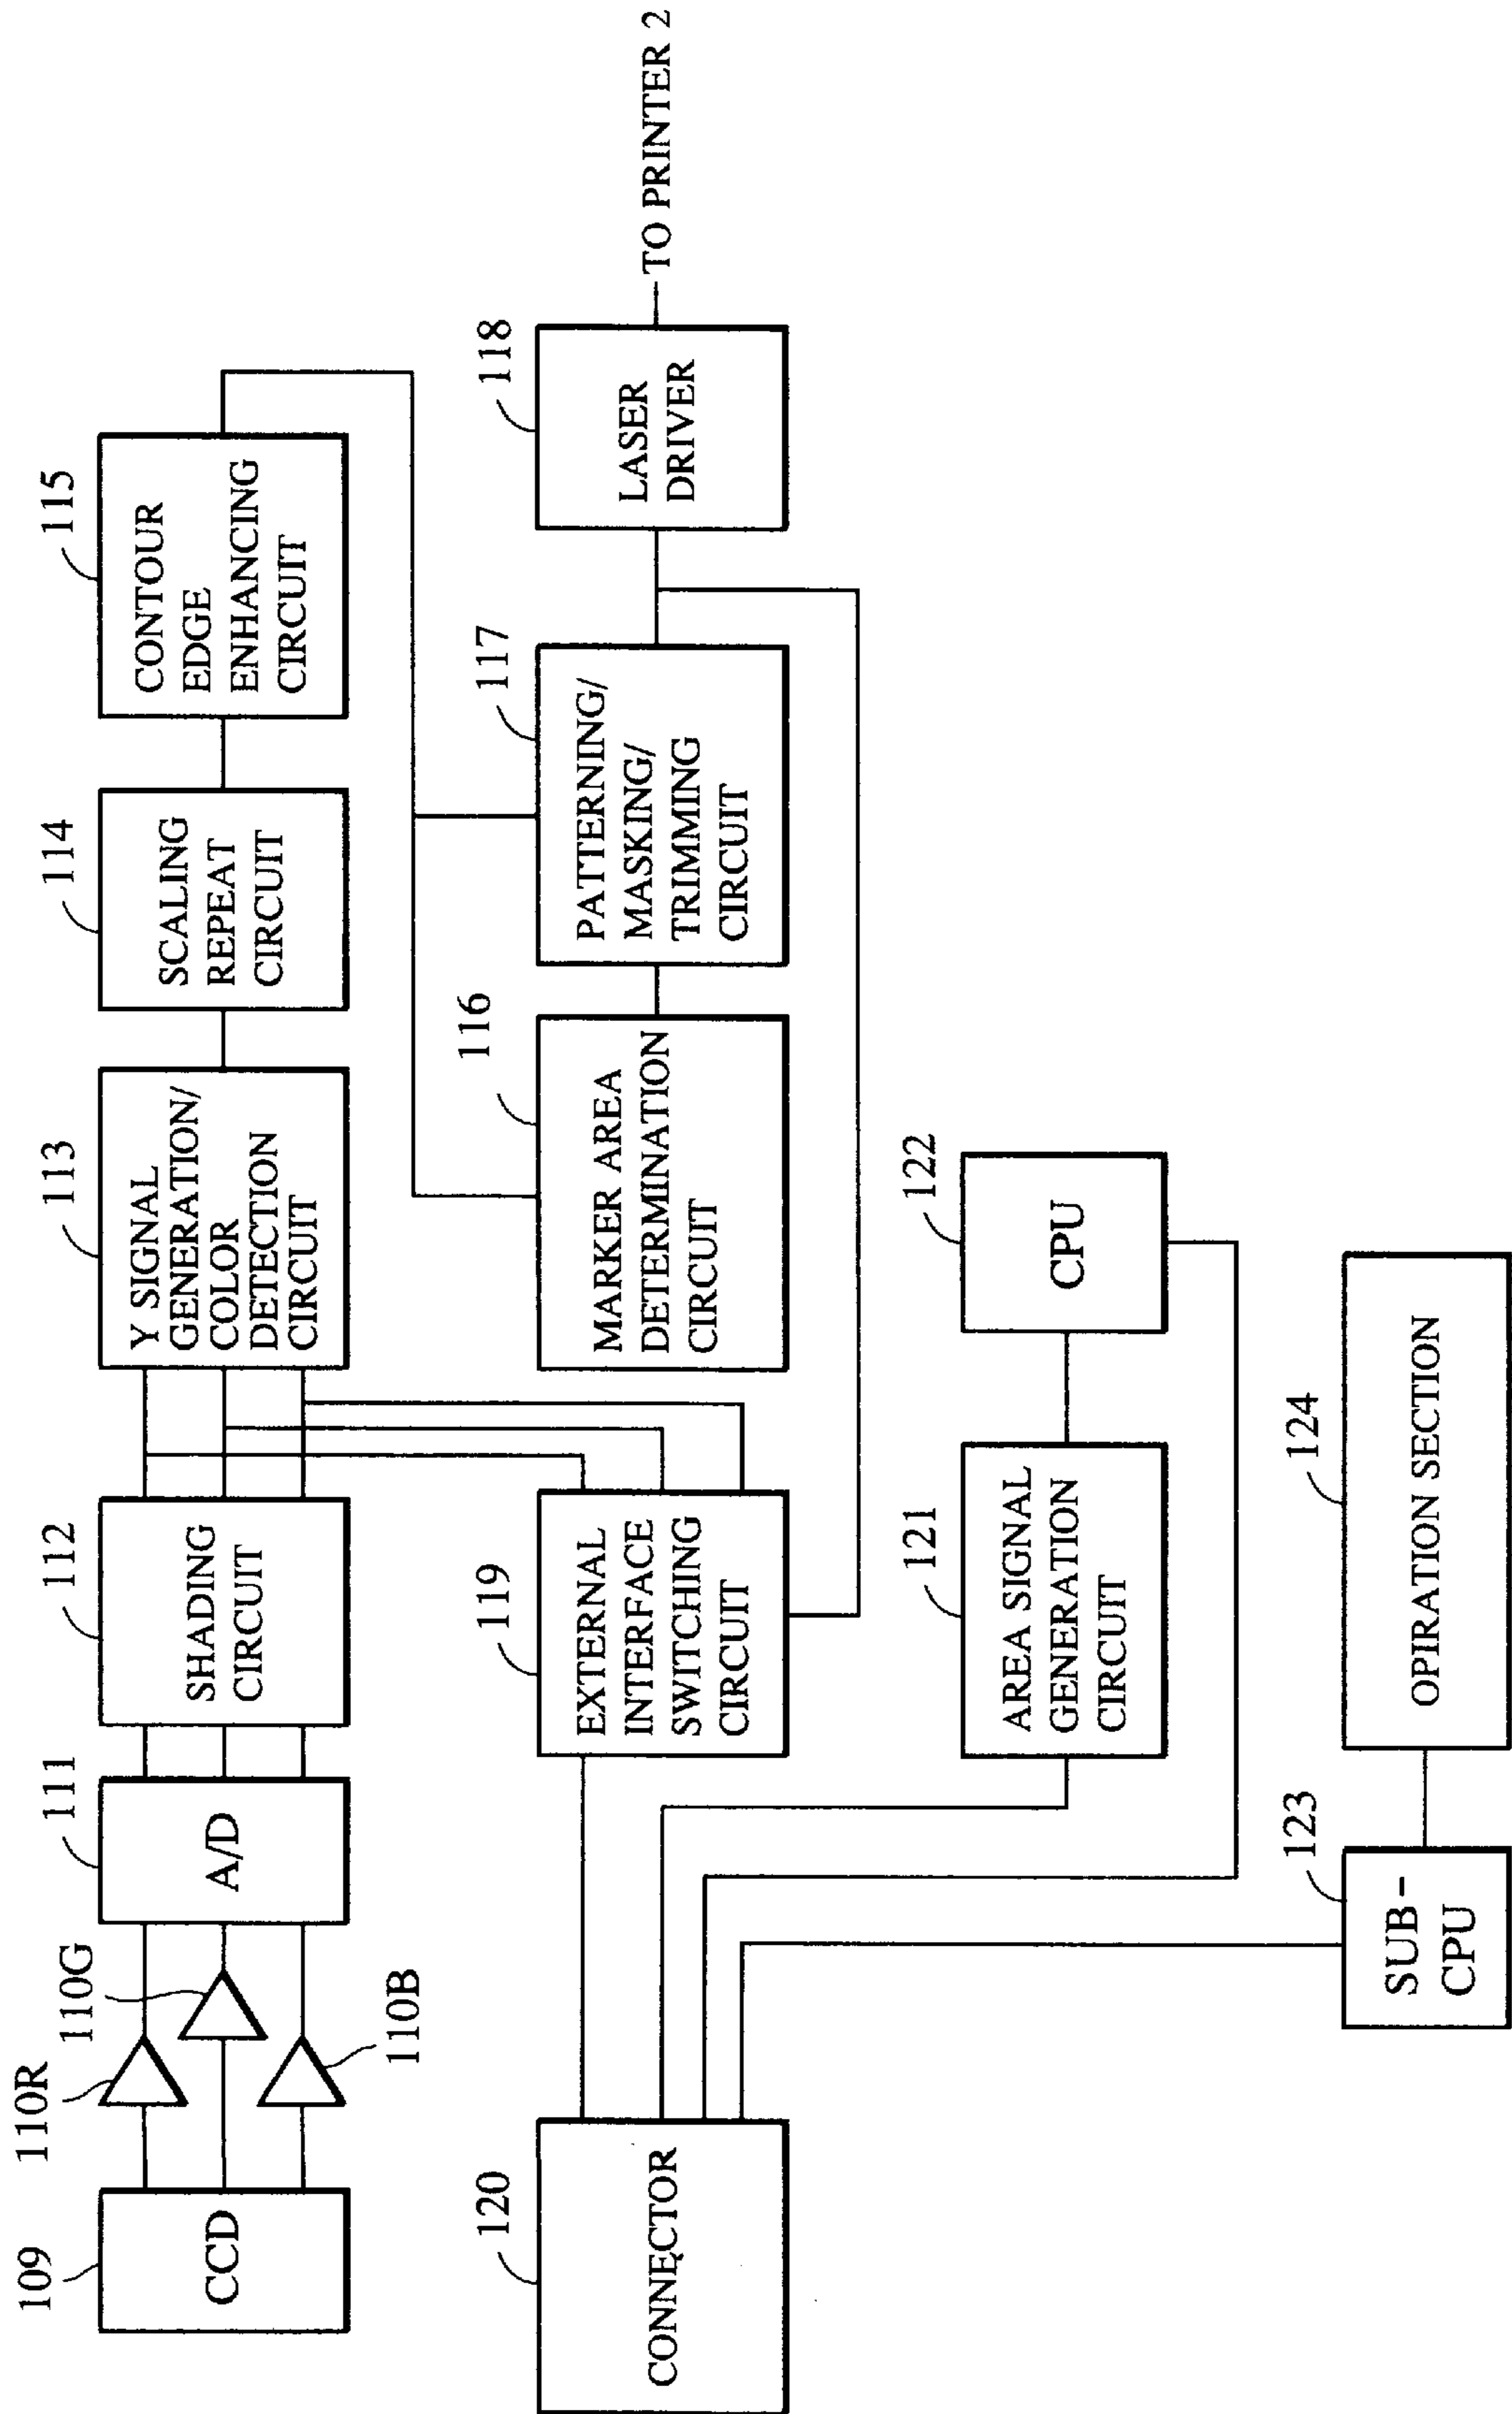 109
CCD
110R
110G
110B
111
A/D
112
SHADING
CIRCUIT
113
Y SIGNAL
GENERATION/
COLOR
DETECTION
CIRCUIT
114
SCALING
REPEAT
CIRCUIT
115
CONTOUR
EDGE
ENHANCING
CIRCUIT
120
CONNECTOR
119
EXTERNAL
INTERFACE
SWITCHING
CIRCUIT
116
MARKER AREA
DETERMINATION
CIRCUIT
117
PATTERNING/
MASKING/
TRIMMING
CIRCUIT
118
LASER
DRIVER
TO PRINTER 2
121
AREA SIGNAL
GENERATION
CIRCUIT
122
CPU
123
SUB-
CPU
124
OPIRATION SECTION